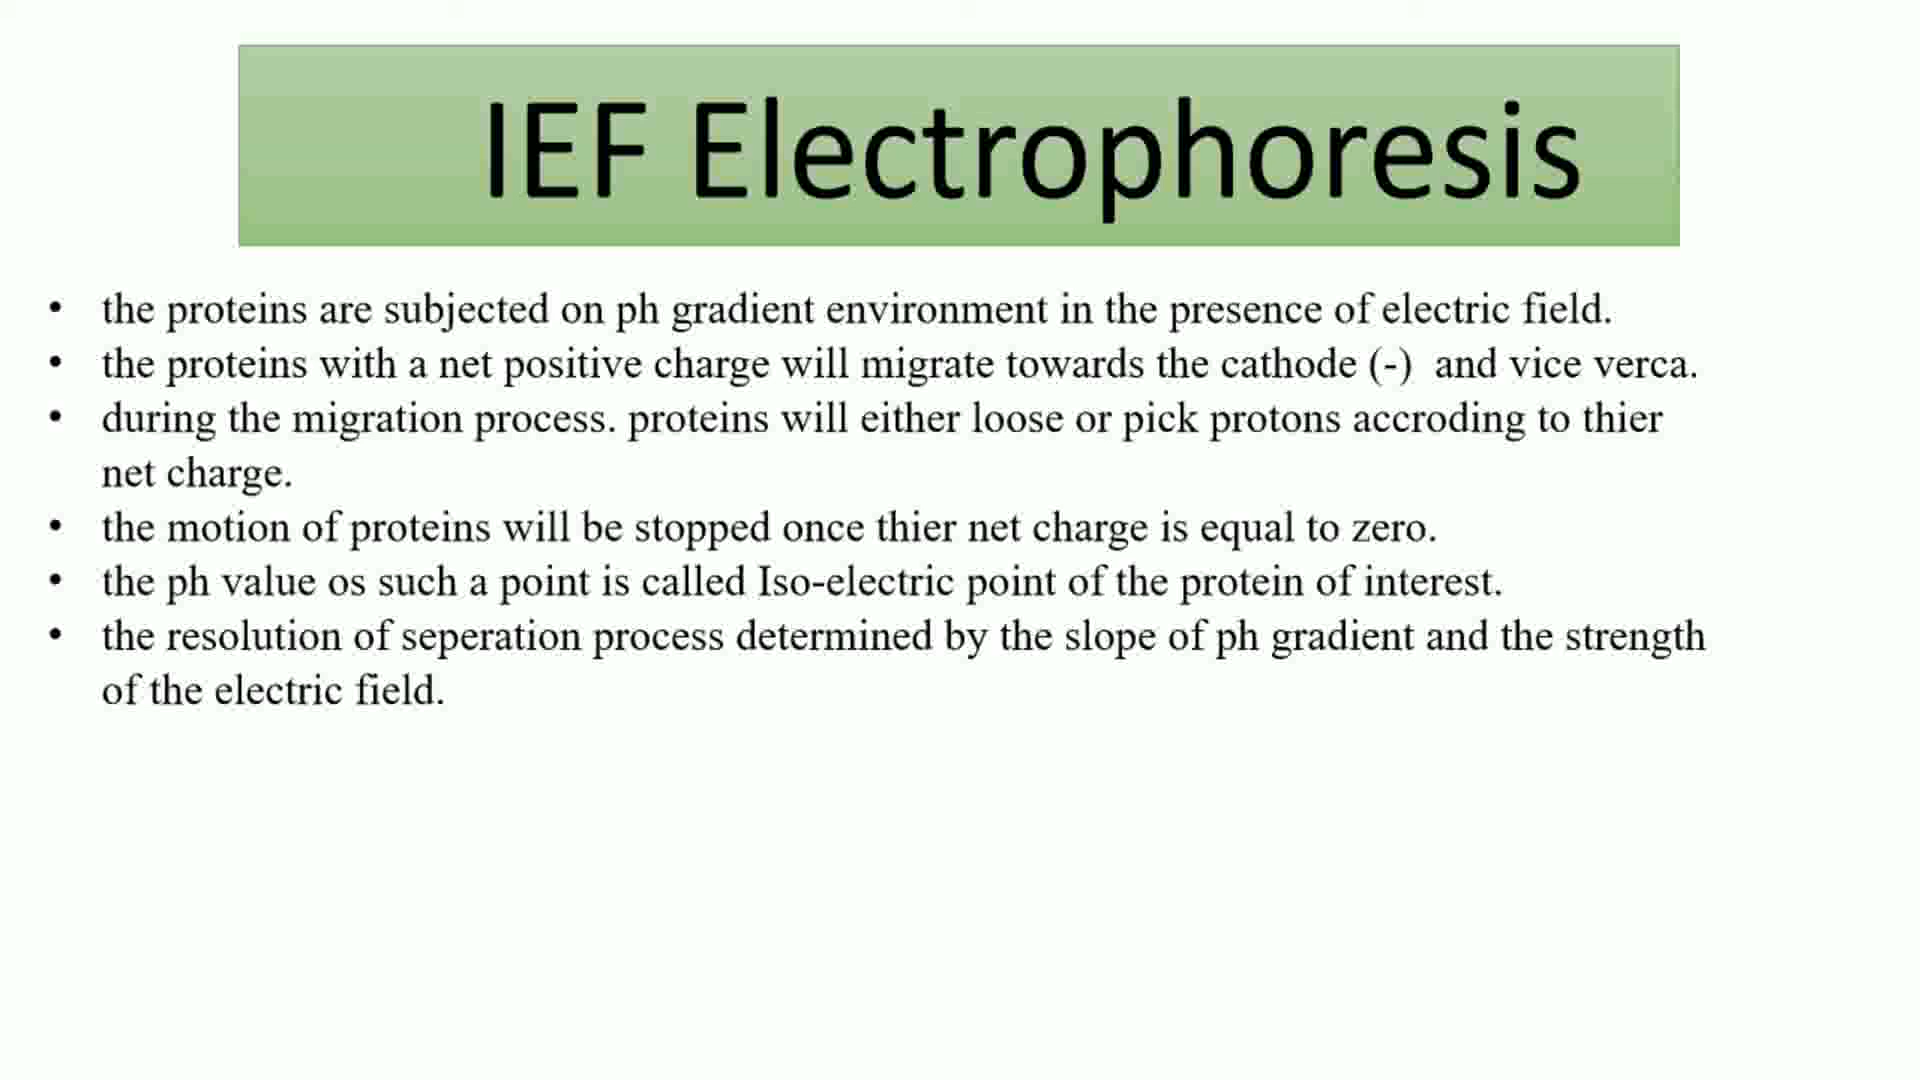 IEF Electrophoresis
• the proteins are subjected on ph gradient environment in the presence of electric field.
• the proteins with a net positive charge will migrate towards the cathode (-)  and vice verca.
• during the migration process. proteins will either loose or pick protons accroding to thier
net charge.
• the motion of proteins will be stopped once thier net charge is equal to zero.
• the ph value os such a point is called Iso-electric point of the protein of interest.
• the resolution of seperation process determined by the slope of ph gradient and the strength
of the electric field.